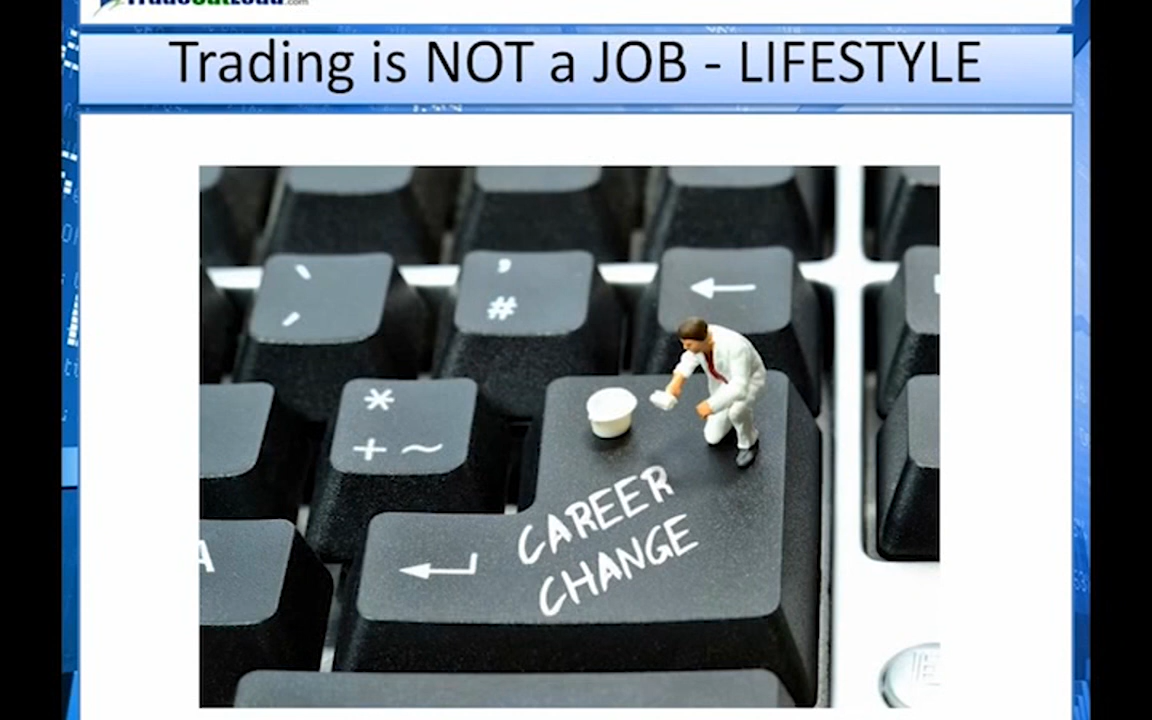 Trading is NOT a JOB - LIFESTYLE
' #
* + ~
A
CAREER
CHANGE